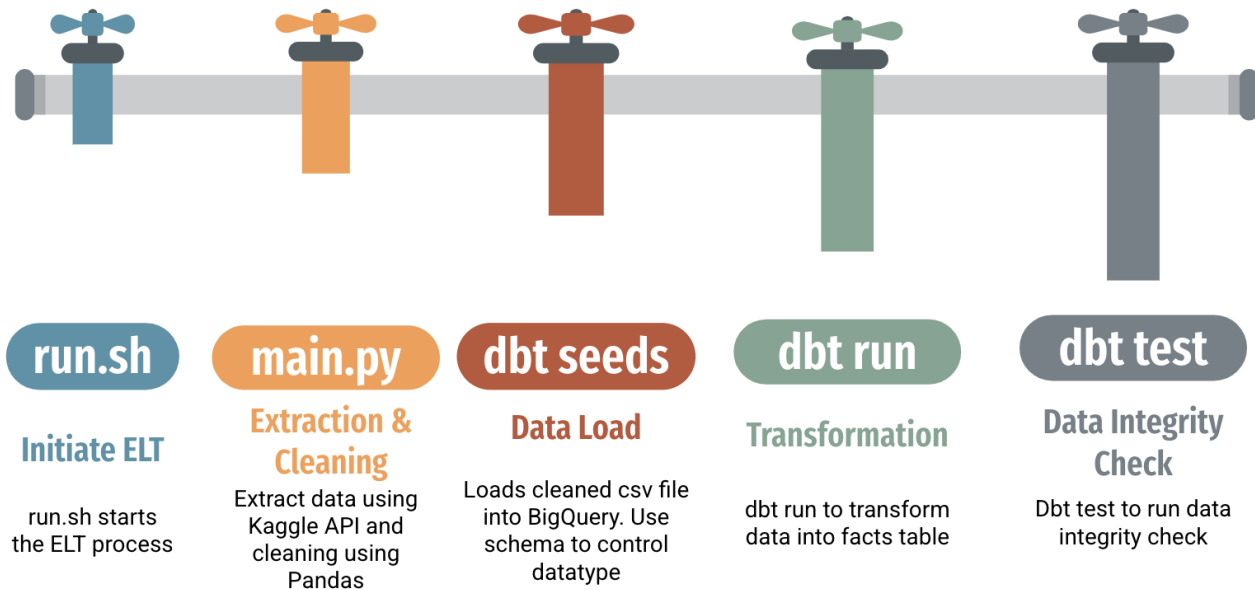 run.sh
Initiate ELT
run.sh starts
the ELT process
main.py
Extraction &
Cleaning
Extract data using
Kaggle API and
cleaning using
Pandas
dbt seeds
Data Load
Loads cleaned csv file
into BigQuery. Use
schema to control
datatype
dbt run
Transformation
dbt run to transform
data into facts table
dbt test
Data Integrity
Check
Dbt test to run data
integrity check